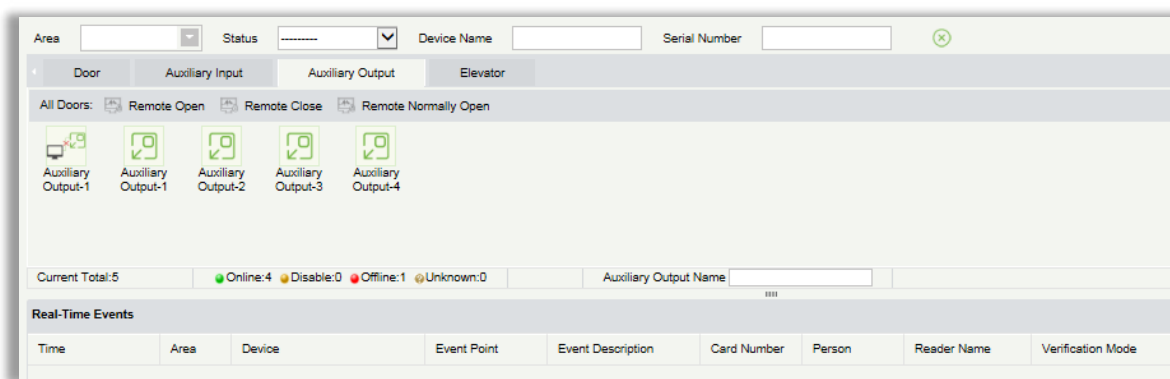 Area Status --------- Device Name Serial Number
Door Auxiliary Input Auxiliary Output Elevator
All Doors: Remote Open Remote Close Remote Normally Open
Auxiliary Output-1 Auxiliary Output-1 Auxiliary Output-2 Auxiliary Output-3 Auxiliary Output-4
Current Total:5 Online:4 Disable:0 Offline:1 Unknown:0 Auxiliary Output Name
Real-Time Events
Time Area Device Event Point Event Description Card Number Person Reader Name Verification Mode